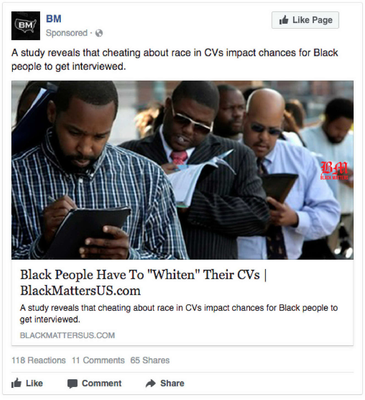 BM
BM
Sponsored ·
Like Page
A study reveals that cheating about race in CVs impact chances for Black
people to get interviewed.
BM
Black People Have To "Whiten" Their CVs |
BlackMattersUS.com
A study reveals that cheating about race in CVs impact chances for Black people to
get interviewed.
BLACKMATTERSUS.COM
118 Reactions 11 Comments 65 Shares
Like Comment Share